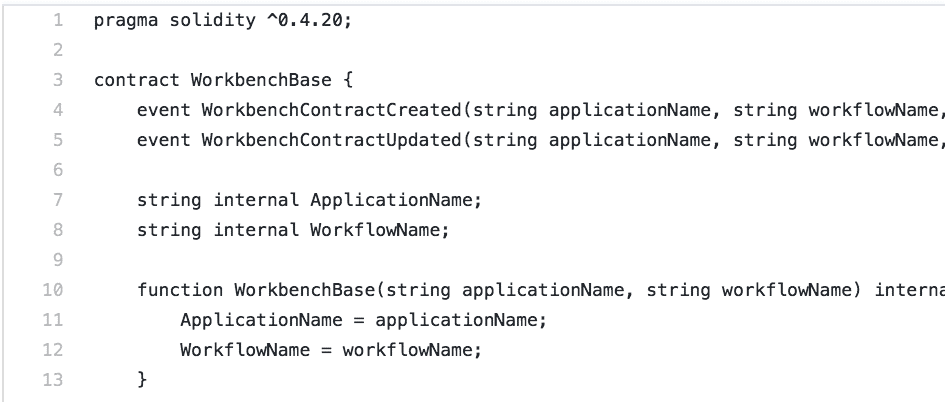 1 pragma solidity ^0.4.20;
2
3 contract WorkbenchBase {
4 event WorkbenchContractCreated(string applicationName, string workflowName,
5 event WorkbenchContractUpdated(string applicationName, string workflowName,
6
7 string internal ApplicationName;
8 string internal WorkflowName;
9
10 function WorkbenchBase(string applicationName, string workflowName) interna
11 ApplicationName = applicationName;
12 WorkflowName = workflowName;
13 }